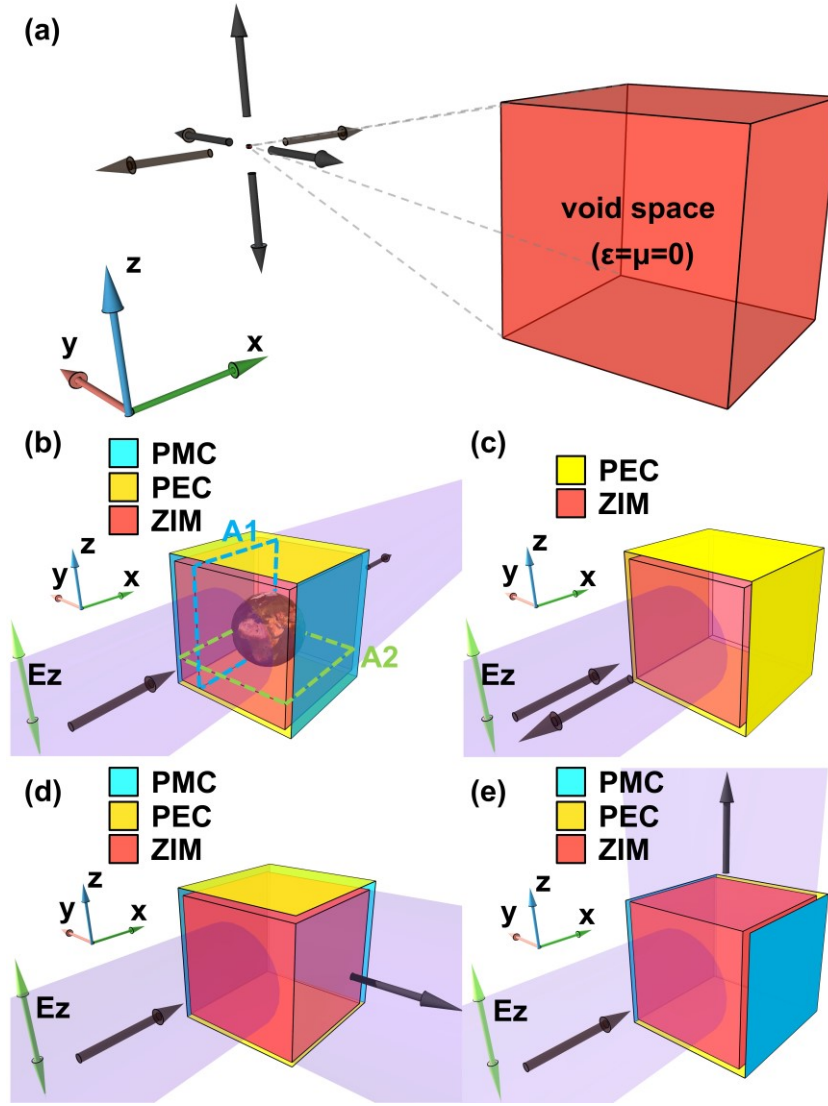 (a)
void space
(ε=μ=0)
z
y
x
(b)
PMC
PEC
ZIM
A1
z
y
x
A2
Ez
(c)
PEC
ZIM
z
y
x
Ez
(d)
PMC
PEC
ZIM
z
y
x
Ez
(e)
PMC
PEC
ZIM
z
y
x
Ez